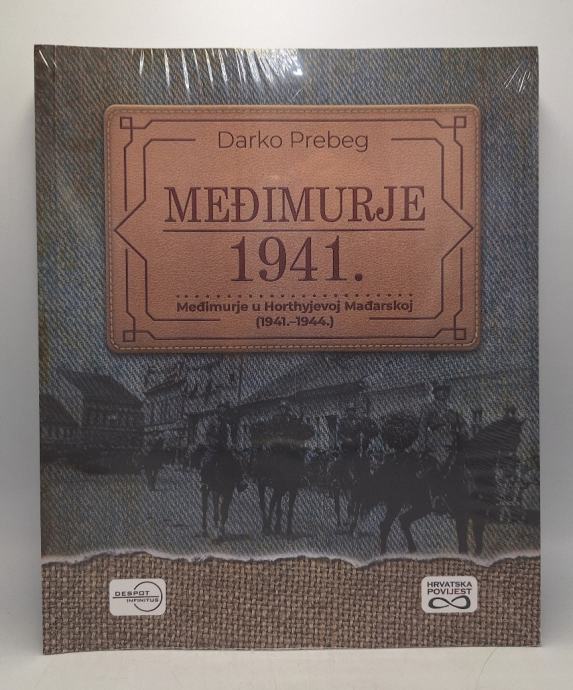 Darko Prebeg
MEĐIMURJE
1941.
Međimurje u Horthyjevoj Mađarskoj
(1941.–1944.)
DESPOT
INFINITUS
HRVATSKA
POVIJEST